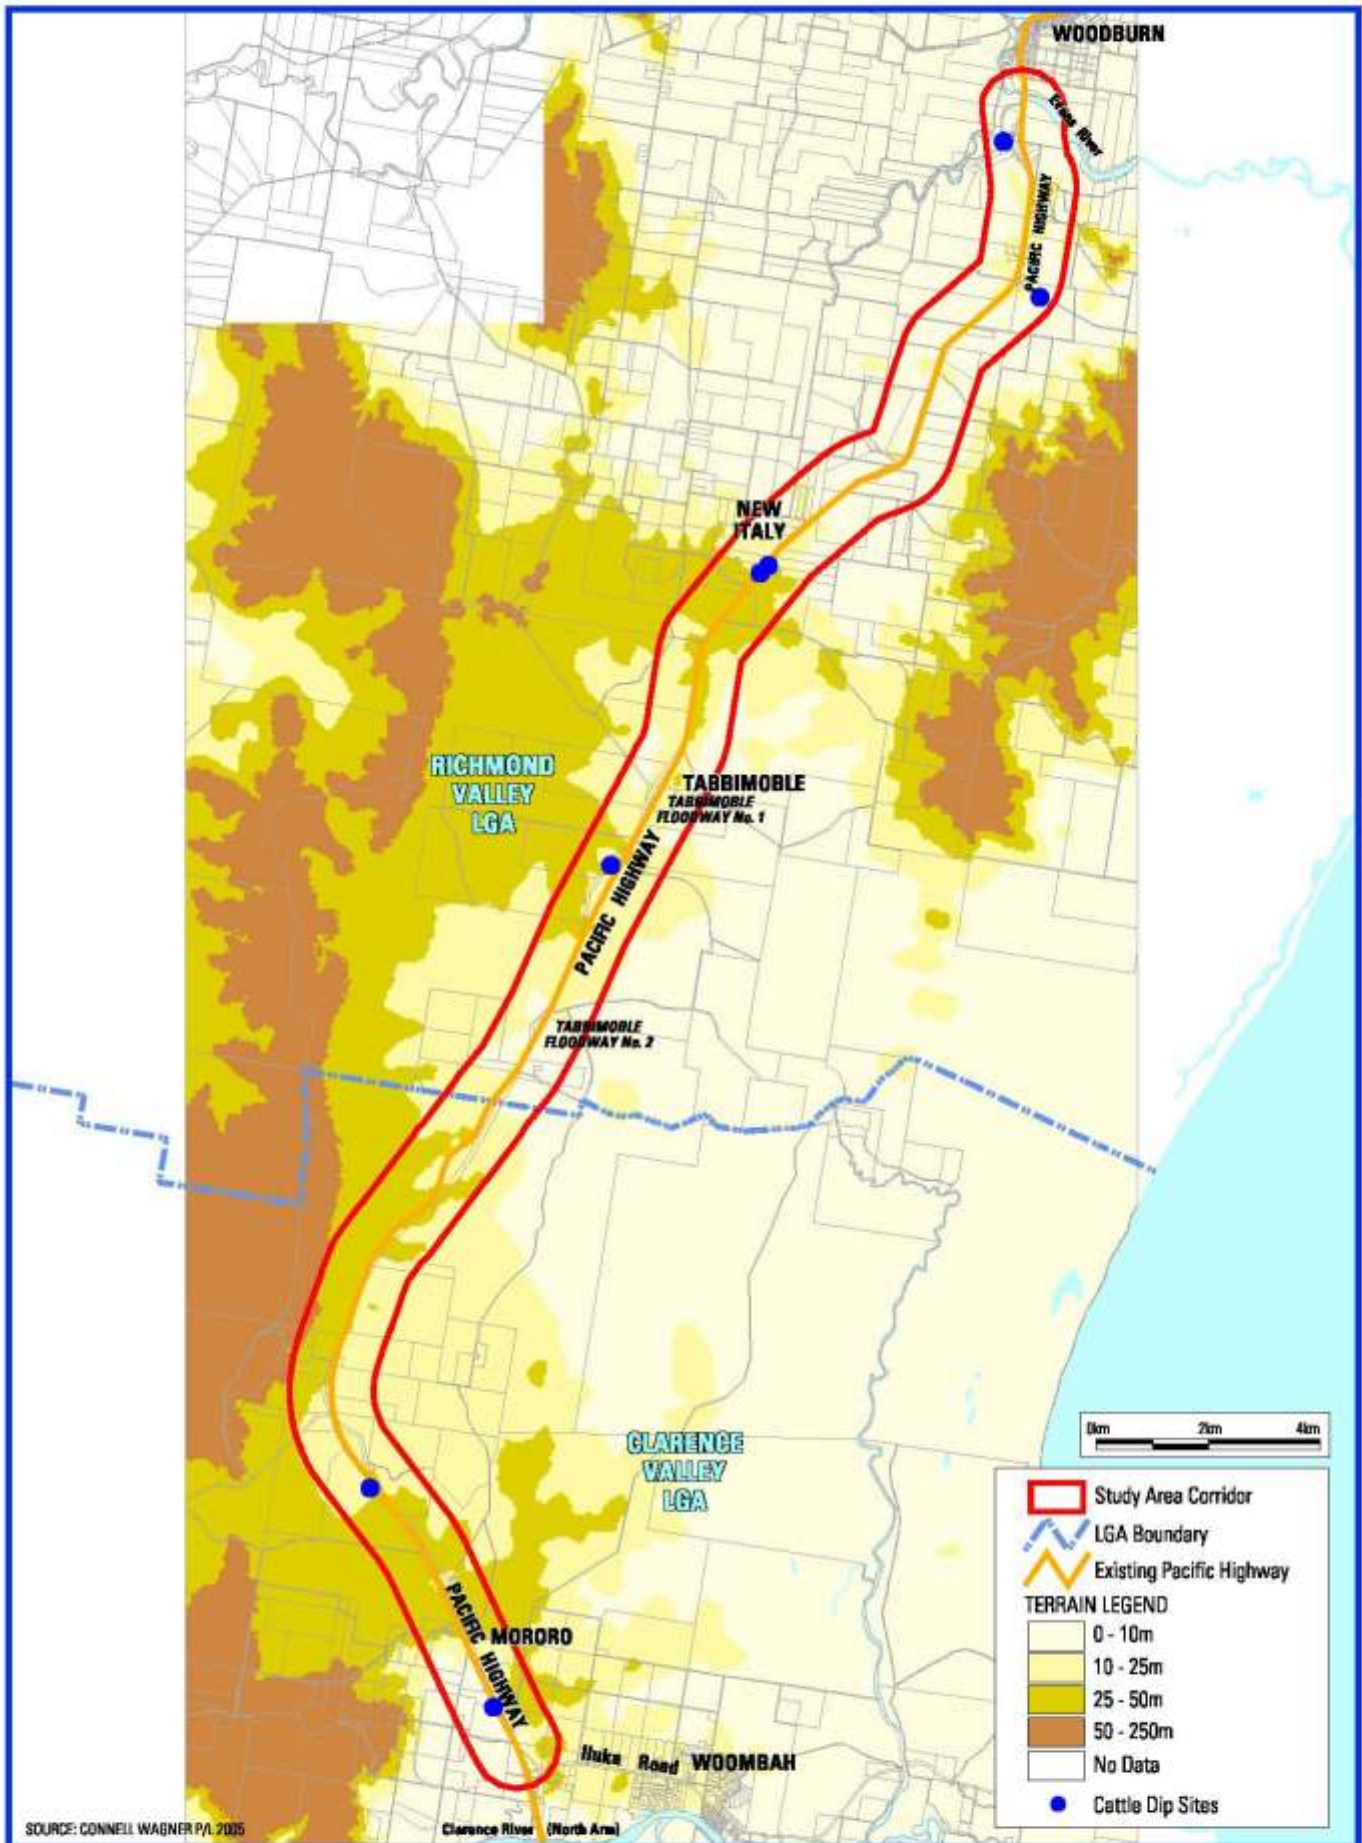 WOODBURN
Evans River
PACIFIC HIGHWAY
NEW
ITALY
RICHMOND
VALLEY
LGA
TABBIMOBLE
TABBIMOBLE
FLOODWAY No. 1
PACIFIC HIGHWAY
TABBIMOBLE
FLOODWAY No. 2
CLARENCE
VALLEY
LGA
0km 2km 4km
Study Area Corridor
LGA Boundary
Existing Pacific Highway
TERRAIN LEGEND
0 - 10m
10 - 25m
25 - 50m
50 - 250m
No Data
Cattle Dip Sites
PACIFIC HIGHWAY
MORORO
Iluka Road WOOMBAH
SOURCE: CONNELL WAGNER P/L 2005
Clarence River (North Arm)